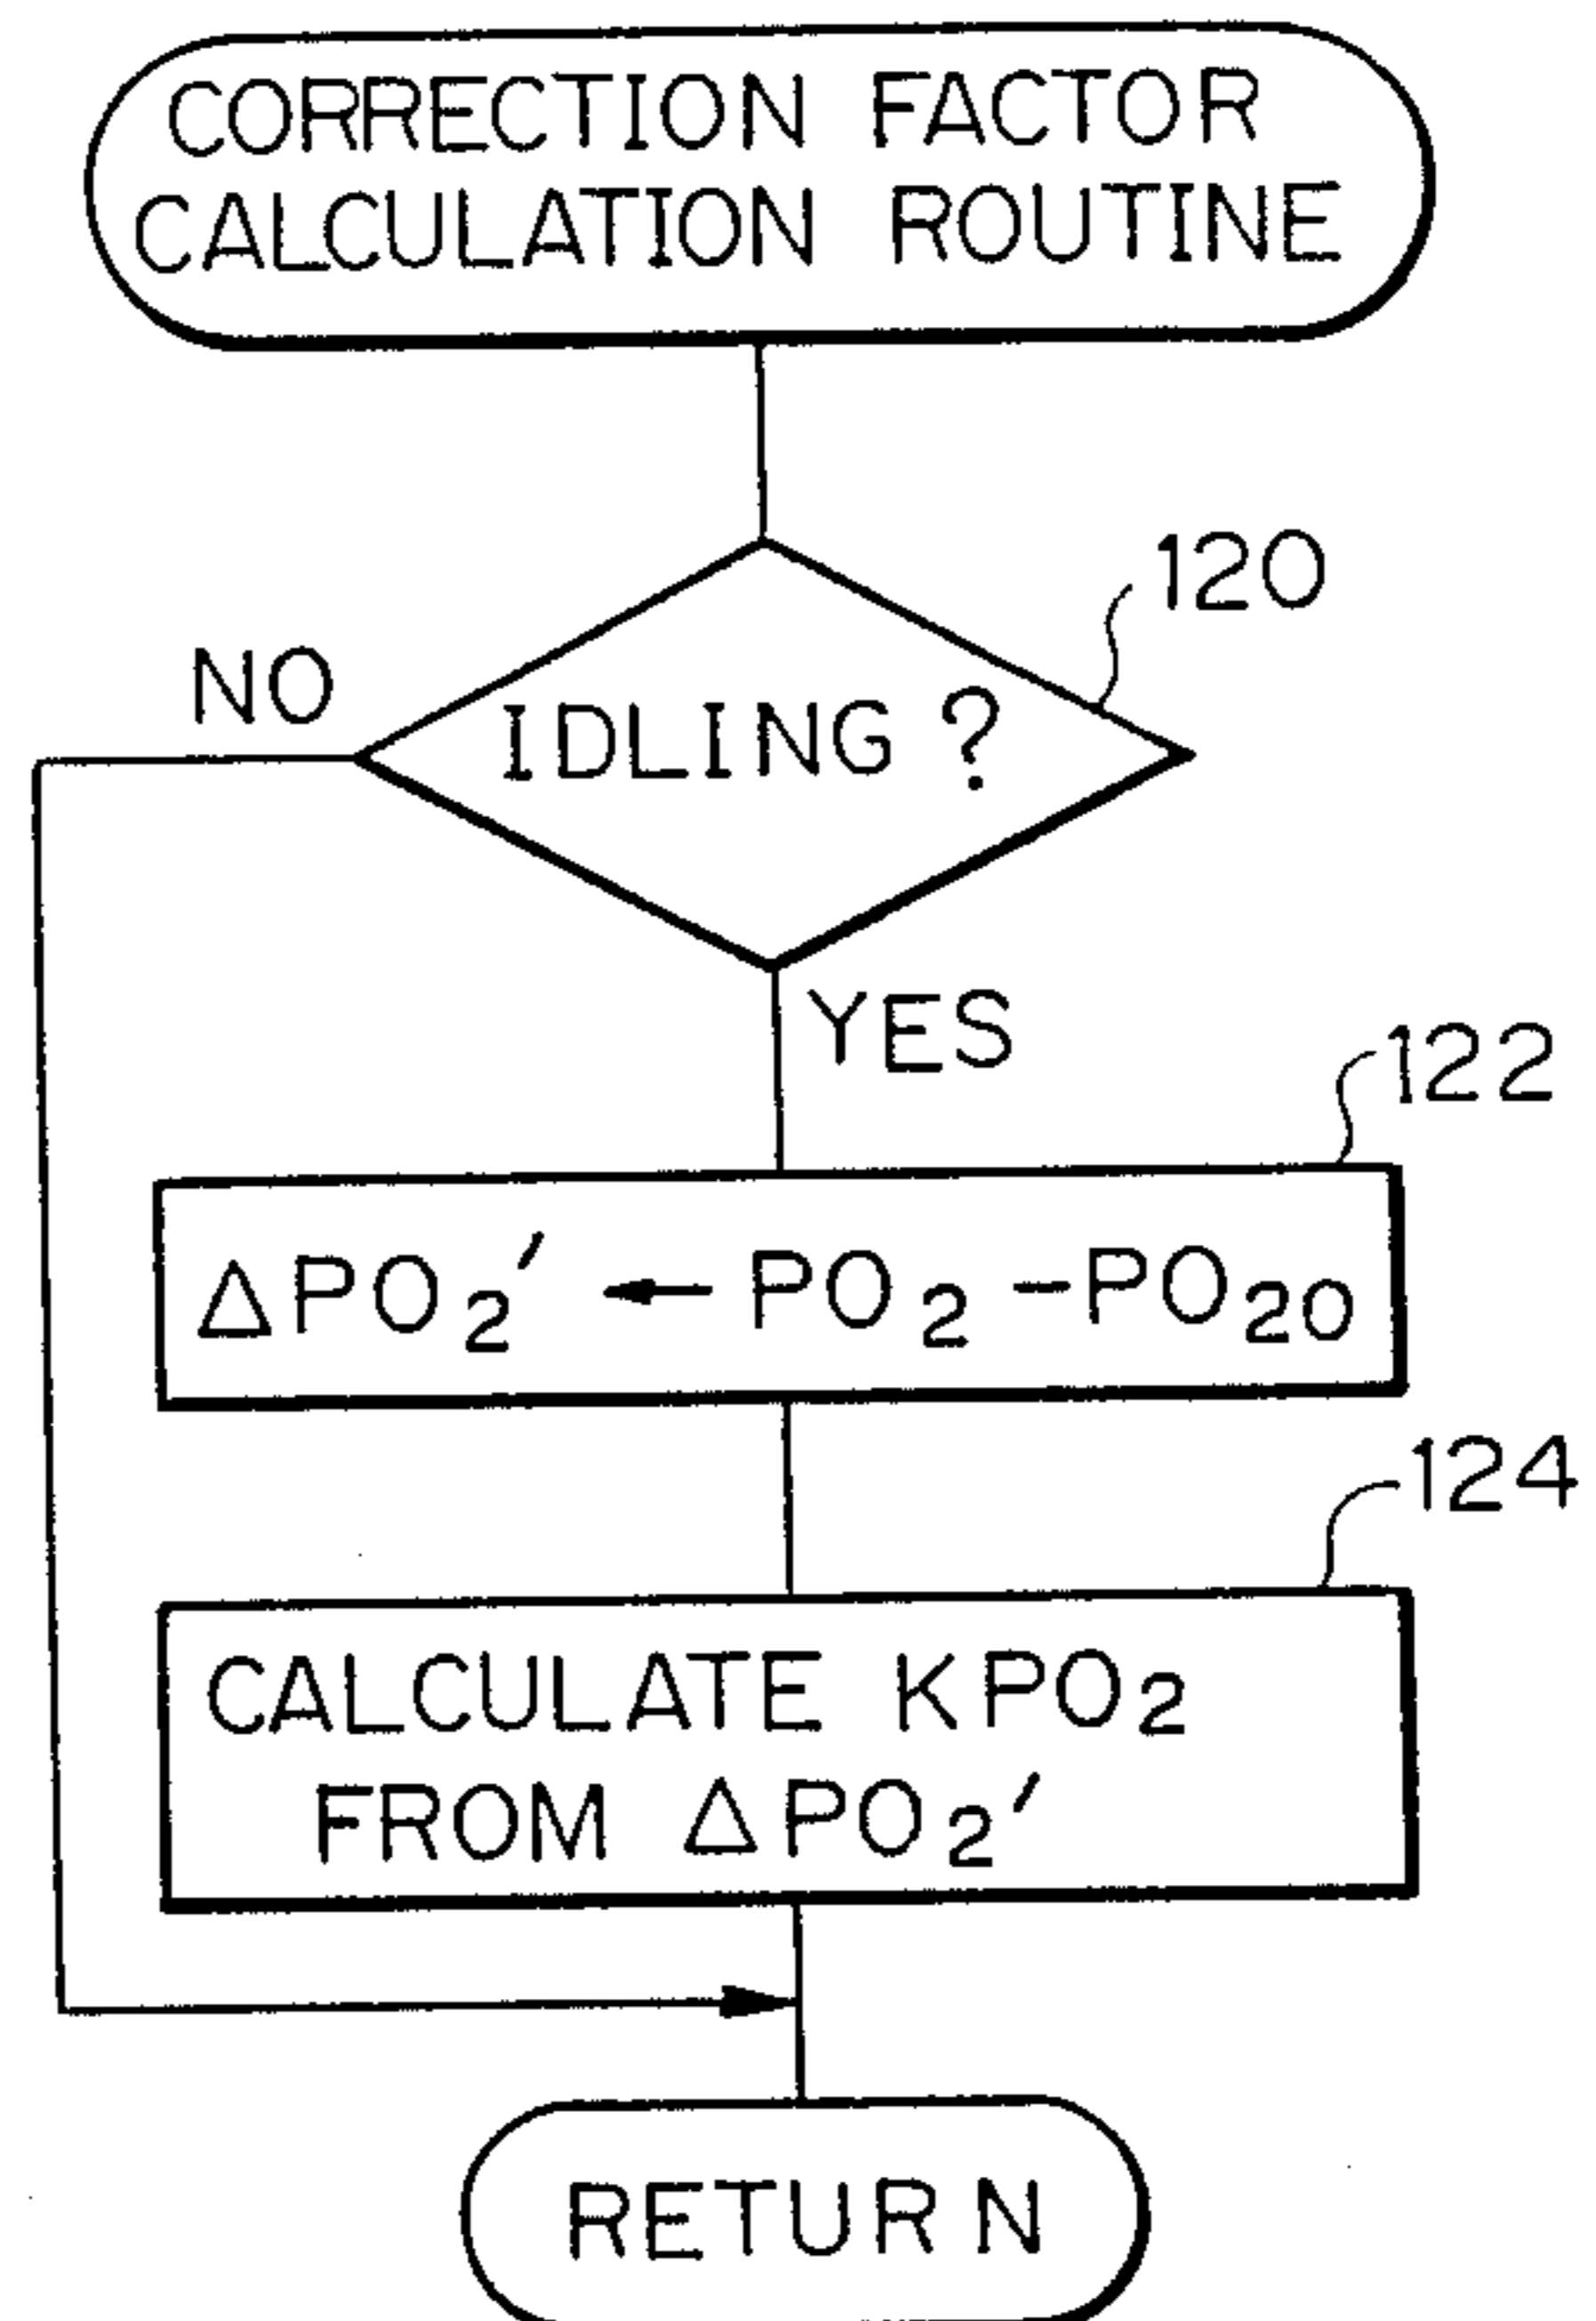 CORRECTION FACTOR
CALCULATION ROUTINE
120
NO
IDLING ?
YES
122
ΔPO₂′ ← PO₂ −PO₂₀
124
CALCULATE KPO₂
FROM ΔPO₂′
RETURN